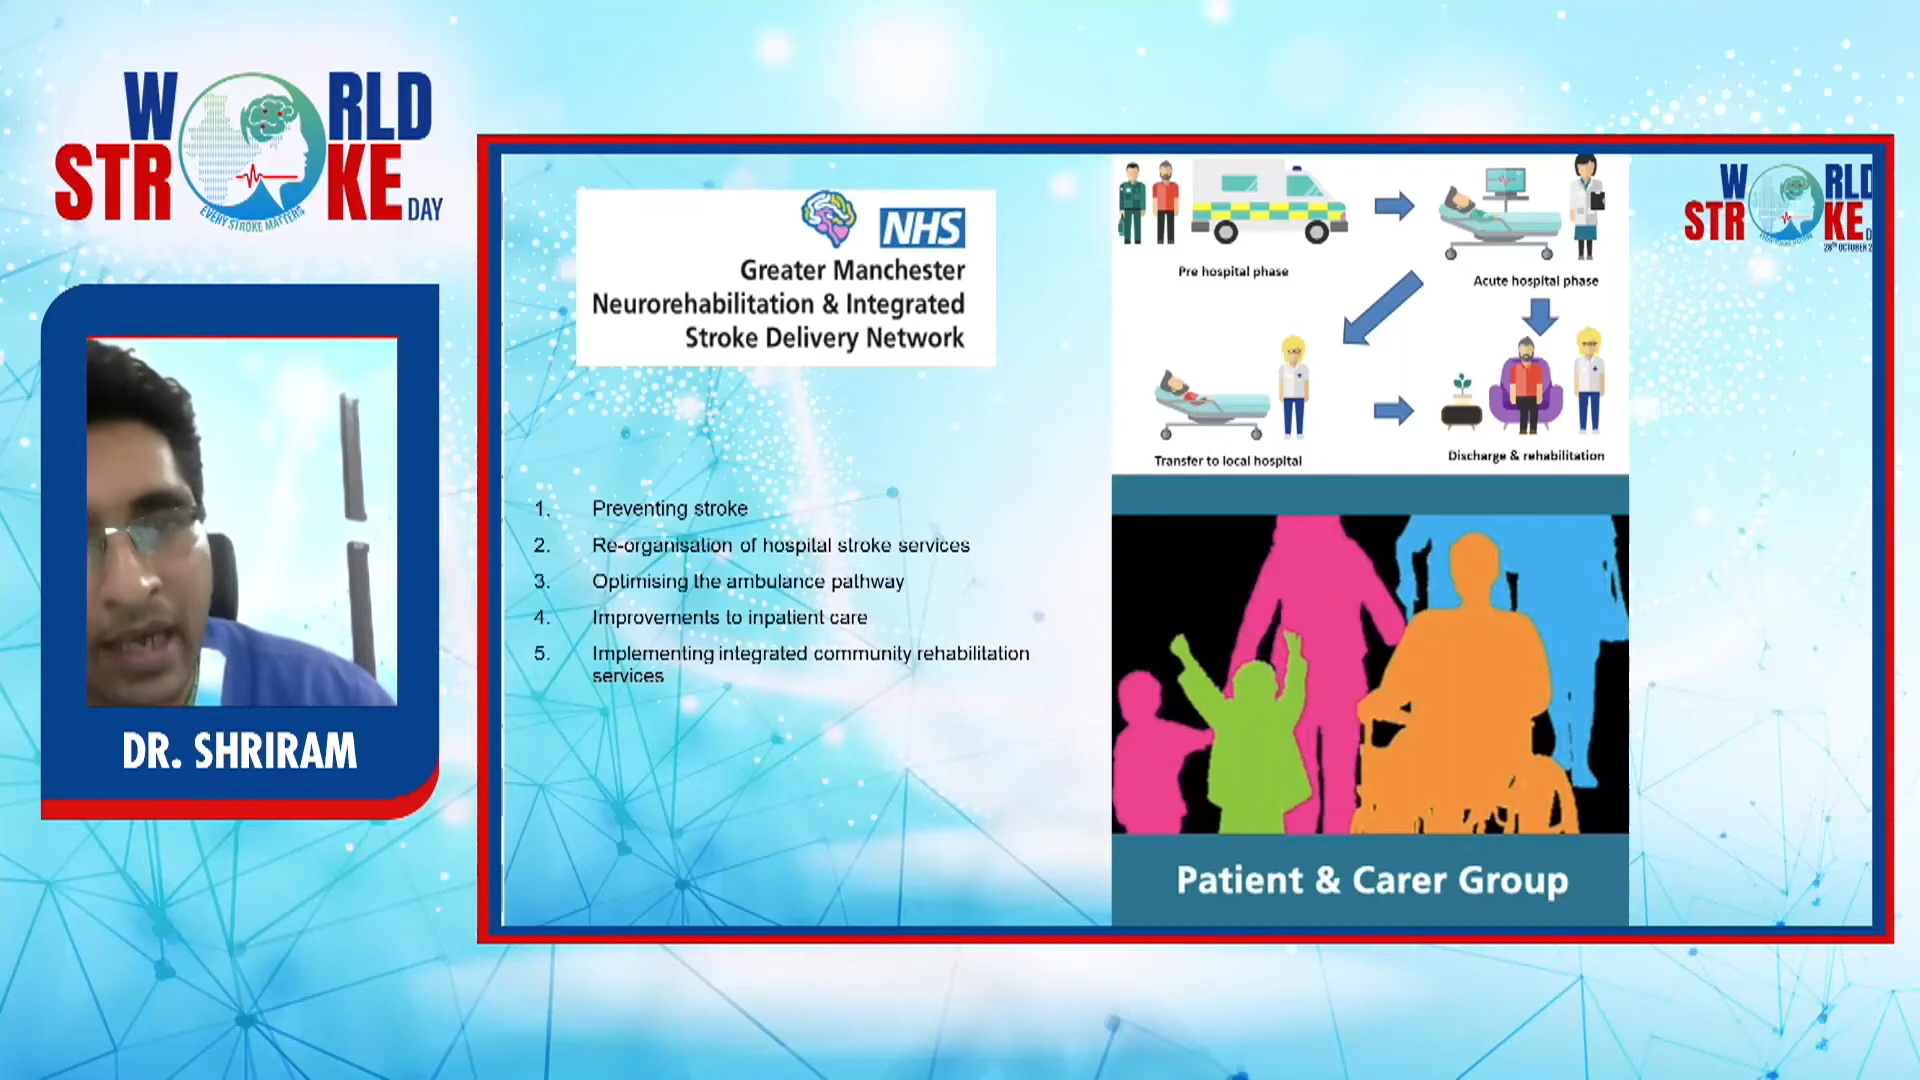 W RLD
STR KE DAY
EVERY STROKE MATTERS
DR. SHRIRAM
NHS
Greater Manchester
Neurorehabilitation & Integrated
Stroke Delivery Network
1. Preventing stroke
2. Re-organisation of hospital stroke services
3. Optimising the ambulance pathway
4. Improvements to inpatient care
5. Implementing integrated community rehabilitation
services
Pre hospital phase
Acute hospital phase
Transfer to local hospital
Discharge & rehabilitation
Patient & Carer Group
W RLD
STR KE D
28TH OCTOBER 2